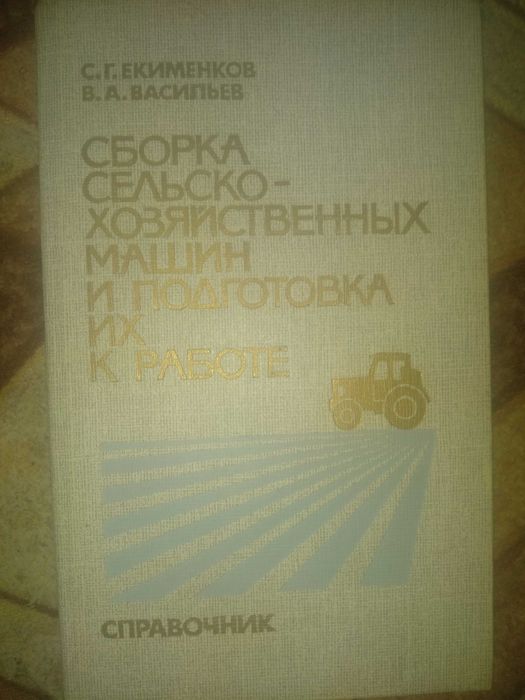 С.Г. ЕКИМЕНКОВ
В.А. ВАСИЛЬЕВ
СБОРКА
СЕЛЬСКО-
ХОЗЯЙСТВЕННЫХ
МАШИН
И ПОДГОТОВКА
ИХ
К РАБОТЕ
СПРАВОЧНИК